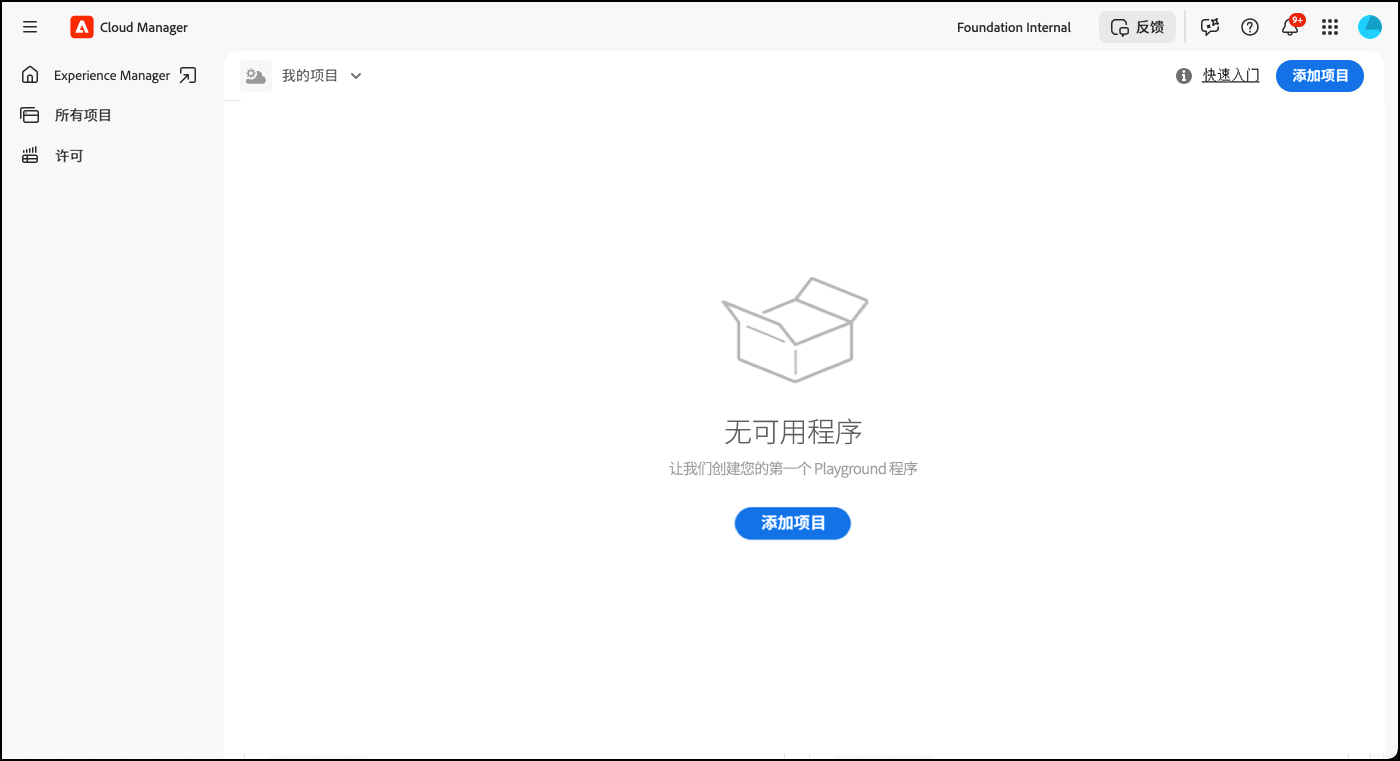 Cloud Manager
Foundation Internal
反馈
9+
Experience Manager
所有项目
许可
我的项目
快速入门
添加项目
无可用程序
让我们创建您的第一个 Playground 程序
添加项目